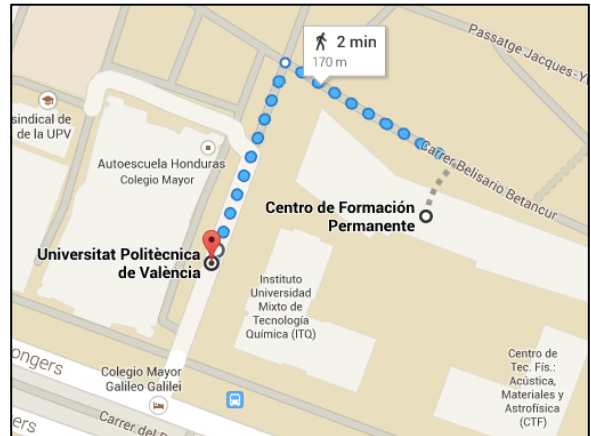 2 min
170 m
Passatge Jacques-Y
sindical de
de la UPV
Autoescuela Honduras
Colegio Mayor
Carrer Belisario Betancur
Centro de Formación
Permanente
Universitat Politècnica
de València
Instituto
Universidad
Mixto de
Tecnología
Química (ITQ)
ongers
Colegio Mayor
Galileo Galilei
Centro de
Tec. Fís.:
Acústica,
Materiales y
Astrofísica
(CTF)
Carrer del D
ers